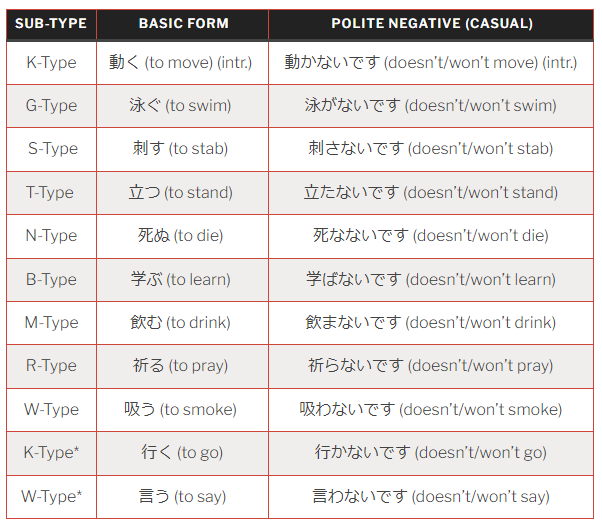 SUB-TYPE BASIC FORM POLITE NEGATIVE (CASUAL)
K-Type 動く (to move) (intr.) 動かないです (doesn't/won't move) (intr.)
G-Type 泳ぐ (to swim) 泳がないです (doesn't/won't swim)
S-Type 刺す (to stab) 刺さないです (doesn't/won't stab)
T-Type 立つ (to stand) 立たないです (doesn't/won't stand)
N-Type 死ぬ (to die) 死なないです (doesn't/won't die)
B-Type 学ぶ (to learn) 学ばないです (doesn't/won't learn)
M-Type 飲む (to drink) 飲まないです (doesn't/won't drink)
R-Type 祈る (to pray) 祈らないです (doesn't/won't pray)
W-Type 吸う (to smoke) 吸わないです (doesn't/won't smoke)
K-Type* 行く (to go) 行かないです (doesn't/won't go)
W-Type* 言う (to say) 言わないです (doesn't/won't say)